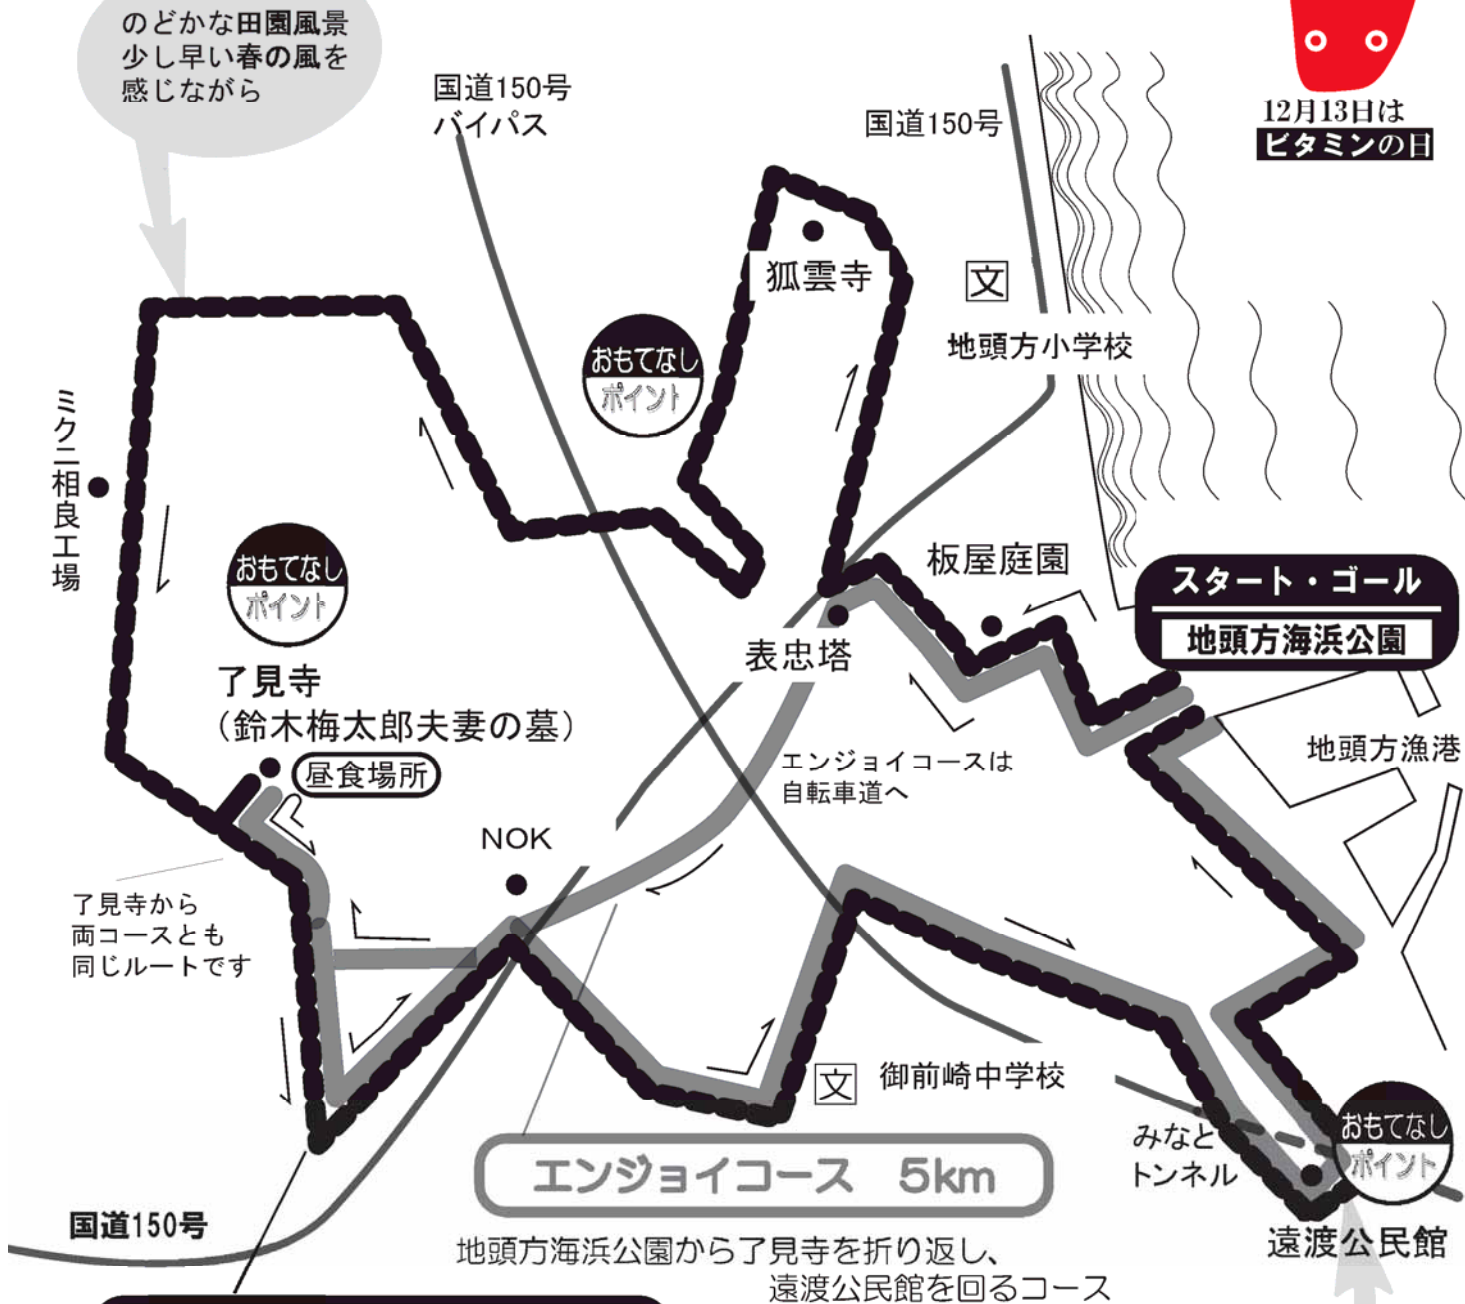 のどかな田園風景
少し早い春の風を
感じながら
国道150号
バイパス
国道150号
12月13日は
ビタミンの日
狐雲寺
文
地頭方小学校
おもてなし
ポイント
ミクニ相良工場
おもてなし
ポイント
板屋庭園
スタート・ゴール
地頭方海浜公園
表忠塔
了見寺
（鈴木梅太郎夫妻の墓）
昼食場所
エンジョイコースは
自転車道へ
地頭方漁港
NOK
了見寺から
両コースとも
同じルートです
文
御前崎中学校
みなと
トンネル
おもてなし
ポイント
エンジョイコース 5km
国道150号
遠渡公民館
地頭方海浜公園から了見寺を折り返し、
遠渡公民館を回るコース